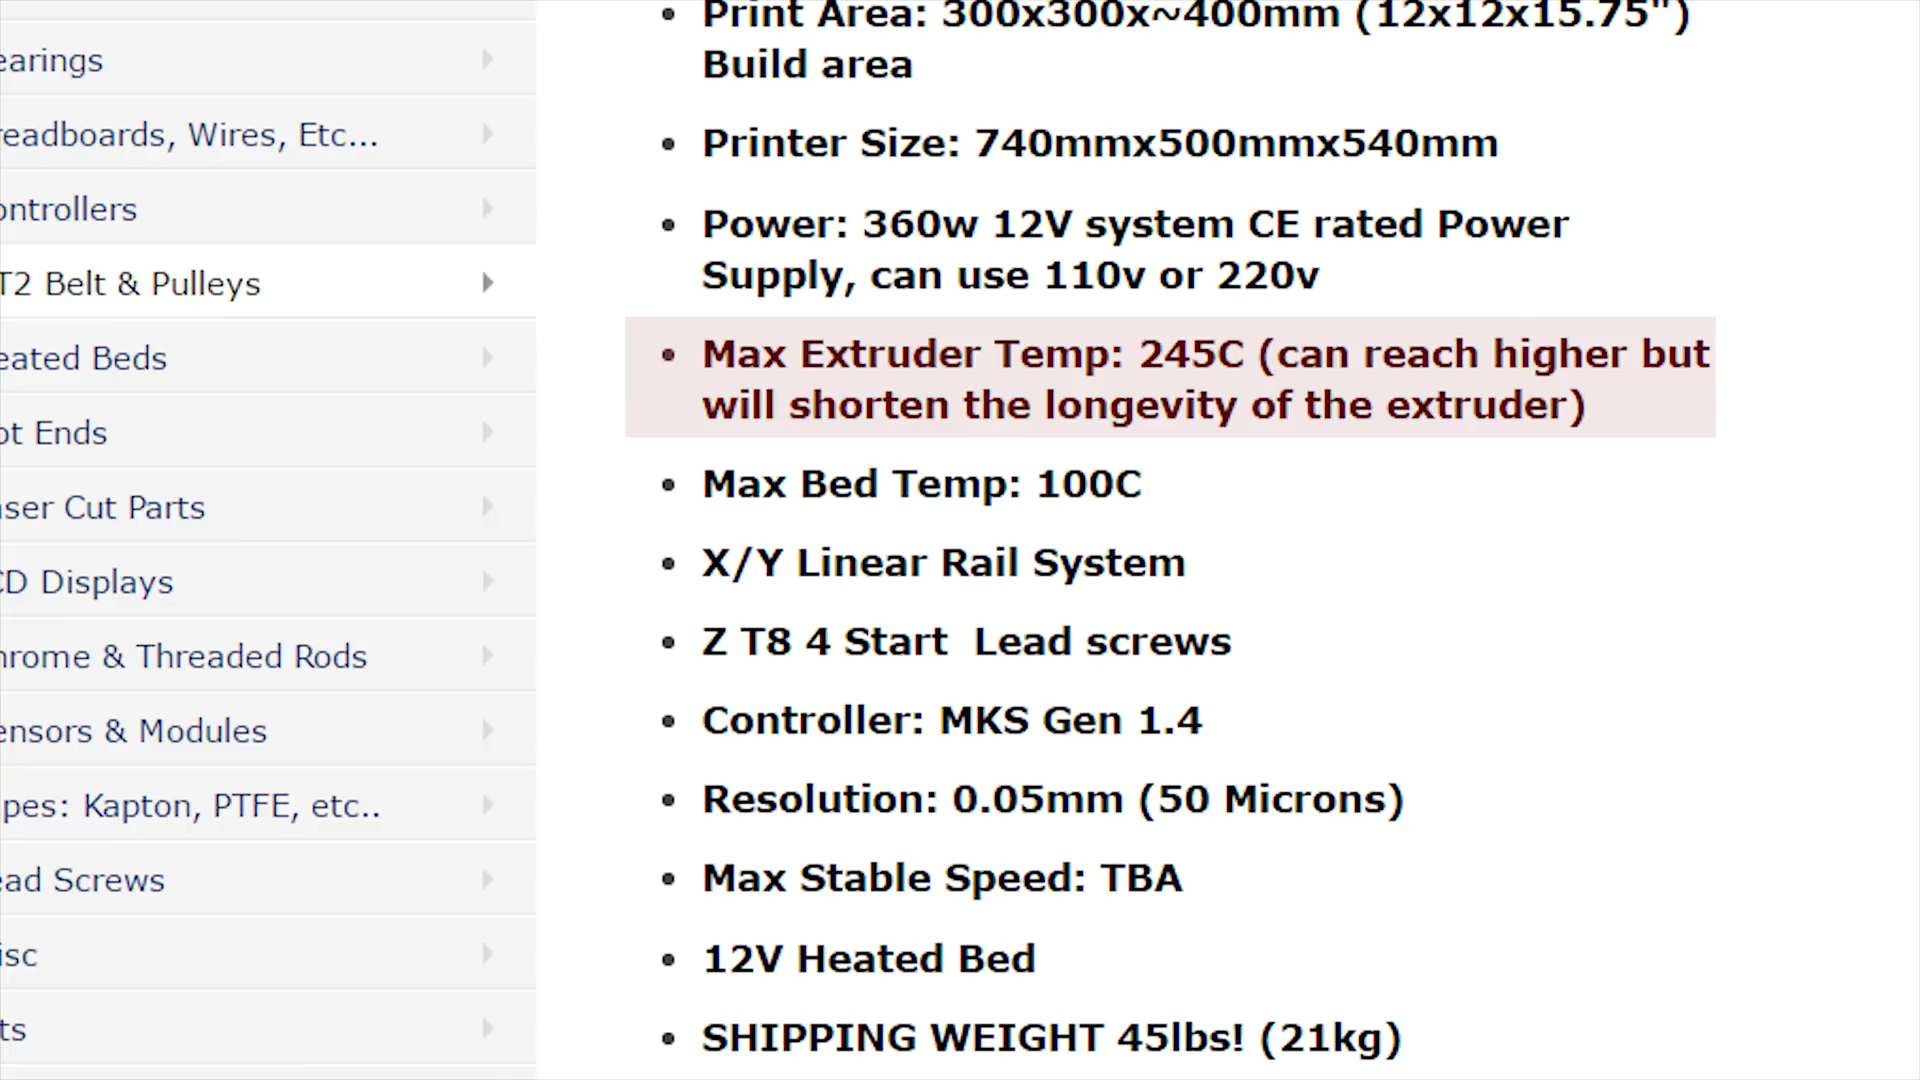 earings
readboards, Wires, Etc...
ontrollers
T2 Belt & Pulleys
eated Beds
ot Ends
aser Cut Parts
CD Displays
hrome & Threaded Rods
ensors & Modules
apes: Kapton, PTFE, etc..
ead Screws
isc
ts
Print Area: 300x300x~400mm (12x12x15.75")
Build area
Printer Size: 740mmx500mmx540mm
Power: 360w 12V system CE rated Power
Supply, can use 110v or 220v
Max Extruder Temp: 245C (can reach higher but
will shorten the longevity of the extruder)
Max Bed Temp: 100C
X/Y Linear Rail System
Z T8 4 Start  Lead screws
Controller: MKS Gen 1.4
Resolution: 0.05mm (50 Microns)
Max Stable Speed: TBA
12V Heated Bed
SHIPPING WEIGHT 45lbs! (21kg)